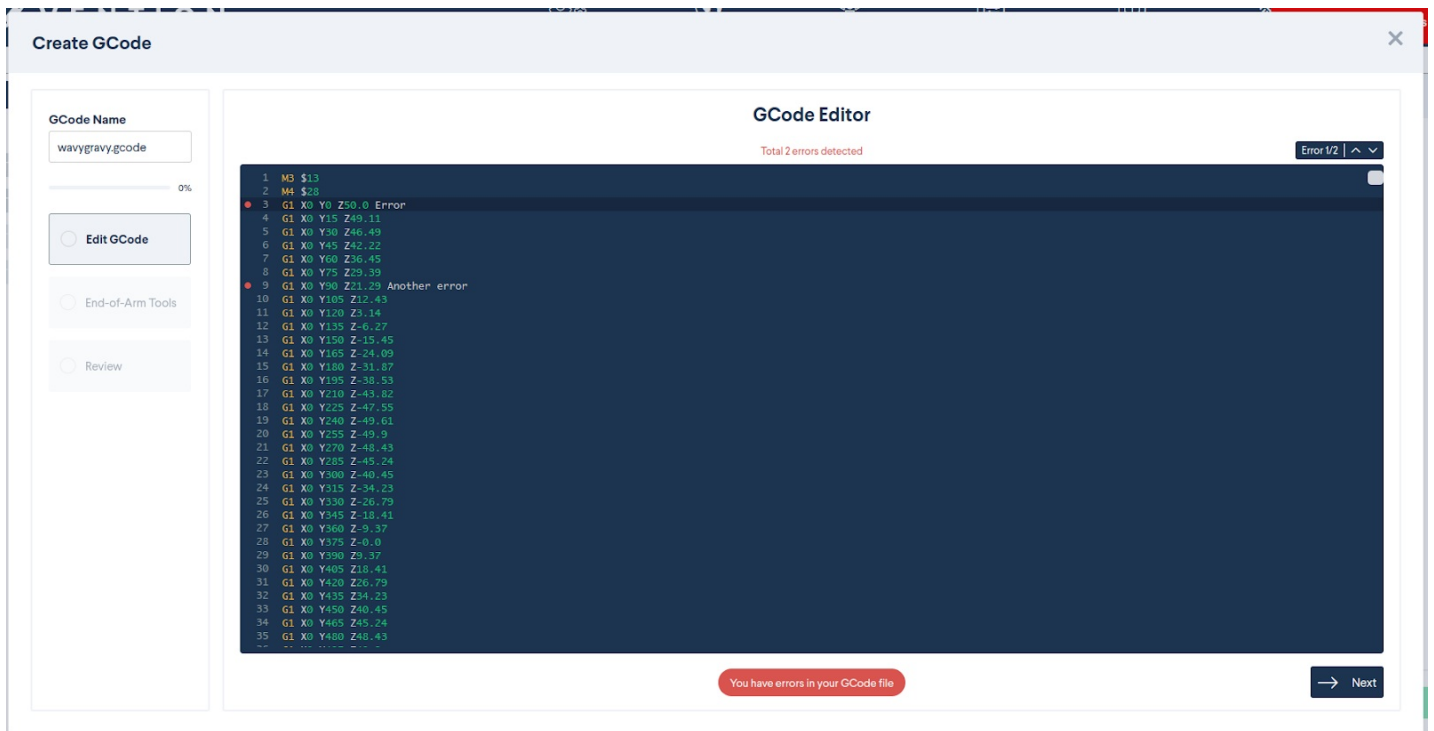 VENTION
Create GCode
GCode Name
wavygravy.gcode
0%
Edit GCode
End-of-Arm Tools
Review
GCode Editor
Total 2 errors detected
Error 1/2
1 M3 $13
2 M4 $28
3 G1 X0 Y0 Z50.0 Error
4 G1 X0 Y15 Z49.11
5 G1 X0 Y30 Z46.49
6 G1 X0 Y45 Z42.22
7 G1 X0 Y60 Z36.45
8 G1 X0 Y75 Z29.39
9 G1 X0 Y90 Z21.29 Another error
10 G1 X0 Y105 Z12.43
11 G1 X0 Y120 Z3.14
12 G1 X0 Y135 Z-6.27
13 G1 X0 Y150 Z-15.45
14 G1 X0 Y165 Z-24.09
15 G1 X0 Y180 Z-31.87
16 G1 X0 Y195 Z-38.53
17 G1 X0 Y210 Z-43.82
18 G1 X0 Y225 Z-47.55
19 G1 X0 Y240 Z-49.61
20 G1 X0 Y255 Z-49.9
21 G1 X0 Y270 Z-48.43
22 G1 X0 Y285 Z-45.24
23 G1 X0 Y300 Z-40.45
24 G1 X0 Y315 Z-34.23
25 G1 X0 Y330 Z-26.79
26 G1 X0 Y345 Z-18.41
27 G1 X0 Y360 Z-9.37
28 G1 X0 Y375 Z-0.0
29 G1 X0 Y390 Z9.37
30 G1 X0 Y405 Z18.41
31 G1 X0 Y420 Z26.79
32 G1 X0 Y435 Z34.23
33 G1 X0 Y450 Z40.45
34 G1 X0 Y465 Z45.24
35 G1 X0 Y480 Z48.43
You have errors in your GCode file
Next